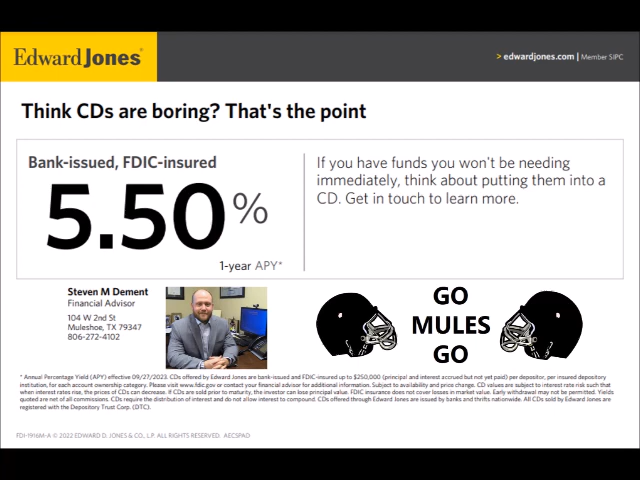 Edward Jones®
> edwardjones.com | Member SIPC
Think CDs are boring? That's the point
Bank-issued, FDIC-insured
5.50%
1-year APY*
If you have funds you won't be needing
immediately, think about putting them into a
CD. Get in touch to learn more.
Steven M Dement
Financial Advisor
104 W 2nd St
Muleshoe, TX 79347
806-272-4102
GO
MULES
GO
* Annual Percentage Yield (APY) effective 09/27/2023. CDs offered by Edward Jones are bank-issued and FDIC-insured up to $250,000 (principal and interest accrued but not yet paid) per depositor, per insured depository
institution, for each account ownership category. Please visit www.fdic.gov or contact your financial advisor for additional information. Subject to availability and price change. CD values are subject to interest rate risk such that
when interest rates rise, the prices of CDs can decrease. If CDs are sold prior to maturity, the investor can lose principal value. FDIC insurance does not cover losses in market value. Early withdrawal may not be permitted. Yields
quoted are net of all commissions. CDs require the distribution of interest and do not allow interest to compound. CDs offered through Edward Jones are issued by banks and thrifts nationwide. All CDs sold by Edward Jones are
registered with the Depository Trust Corp. (DTC).
FDI-1916M-A © 2022 EDWARD D. JONES & CO., L.P. ALL RIGHTS RESERVED. AECSPAD